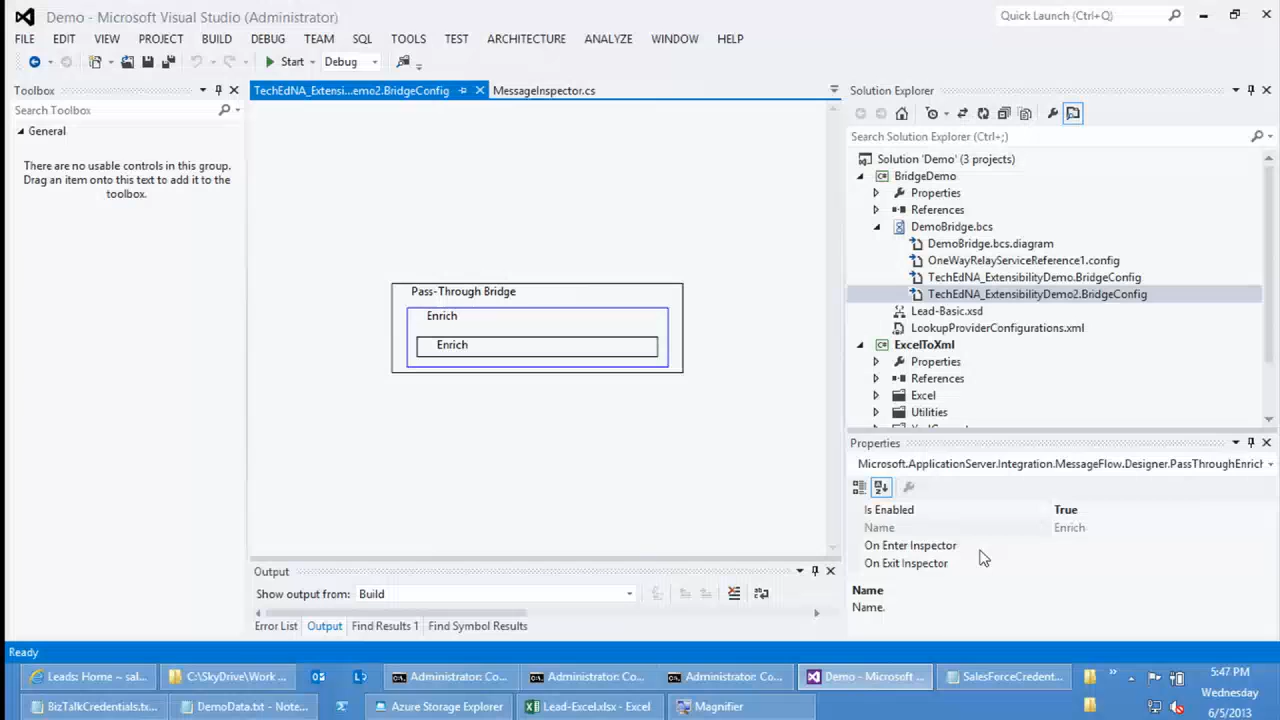 Demo - Microsoft Visual Studio (Administrator)
Quick Launch (Ctrl+Q)
FILE EDIT VIEW PROJECT BUILD DEBUG TEAM SQL TOOLS TEST ARCHITECTURE ANALYZE WINDOW HELP
Start Debug
Toolbox
Search Toolbox
General
There are no usable controls in this group.
Drag an item onto this text to add it to the
toolbox.
TechEdNA_Extensibility...emo2.BridgeConfig MessageInspector.cs
Pass-Through Bridge
Enrich
Enrich
Output
Show output from: Build
Error List Output Find Results 1 Find Symbol Results
Solution Explorer
Search Solution Explorer (Ctrl+;)
Solution 'Demo' (3 projects)
BridgeDemo
Properties
References
DemoBridge.bcs
DemoBridge.bcs.diagram
OneWayRelayServiceReference1.config
TechEdNA_ExtensibilityDemo.BridgeConfig
TechEdNA_ExtensibilityDemo2.BridgeConfig
Lead-Basic.xsd
LookupProviderConfigurations.xml
ExcelToXml
Properties
References
Excel
Utilities
Properties
Microsoft.ApplicationServer.Integration.MessageFlow.Designer.PassThroughEnrich
Is Enabled True
Name Enrich
On Enter Inspector
On Exit Inspector
Name
Name.
Ready
Leads: Home ~ sal... C:\SkyDrive\Work ... Administrator: Co... Administrator: Co... Administrator: Co... Demo - Microsoft ... SalesForceCredent...
BizTalkCredentials.tx... DemoData.txt - Note... Azure Storage Explorer Lead-Excel.xlsx - Excel Magnifier
5:47 PM
Wednesday
6/5/2013